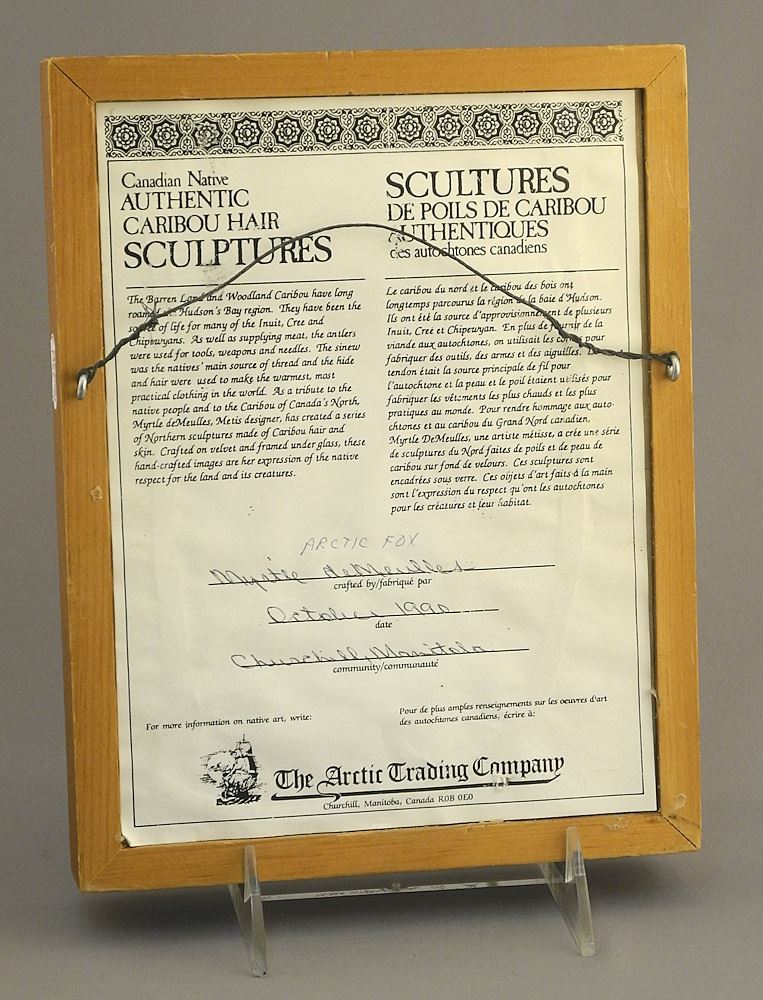 Canadian Native
AUTHENTIC
CARIBOU HAIR
SCULPTURES
The Barren Land and Woodland Caribou have long
roamed the Hudson's Bay region. They have been the
source of life for many of the Inuit, Cree and
Chipewyans. As well as supplying meat, the antlers
were used for tools, weapons and needles. The sinew
was the natives' main source of thread and the hide
and hair were used to make the warmest, most
practical clothing in the world. As a tribute to the
native people and to the Caribou of Canada's North,
Myrtle deMeulles, Metis designer, has created a series
of Northern sculptures made of Caribou hair and
skin. Crafted on velvet and framed under glass, these
hand-crafted images are her expression of the native
respect for the land and its creatures.
SCULTURES
DE POILS DE CARIBOU
AUTHENTIQUES
des autochtones canadiens
Le caribou du nord et le caribou des bois ont
longtemps parcourus la région de la baie d'Hudson.
Ils ont été la source d'approvisionnement de plusieurs
Inuit, Cree et Chipewyan. En plus de fournir de la
viande aux autochtones, on utilisait les cornes pour
fabriquer des outils, des armes et des aiguilles. Le
tendon était la source principale de fil pour
l'autochtone et la peau et le poil étaient utilisés pour
fabriquer les vêtments les plus chauds et les plus
pratiques au monde. Pour rendre hommage aux auto-
chtones et au caribou du Grand Nord canadien,
Myrtle DeMeulles, une artiste métisse, a crée une série
de sculptures du Nord faites de poils et de peau de
caribou sur fond de velours. Ces sculptures sont
encadrées sous verre. Ces objets d'art faits à la main
sont l'expression du respect qu'ont les autochtones
pour les créatures et leur habitat.
ARCTIC FOX
Myrtle deMeulles
crafted by/fabriqué par
October 1990
date
Churchill, Manitoba
community/communauté
For more information on native art, write:
Pour de plus amples renseignements sur les oeuvres d'art
des autochtones canadiens, écrire à:
The Arctic Trading Company
Churchill, Manitoba, Canada R0B 0E0